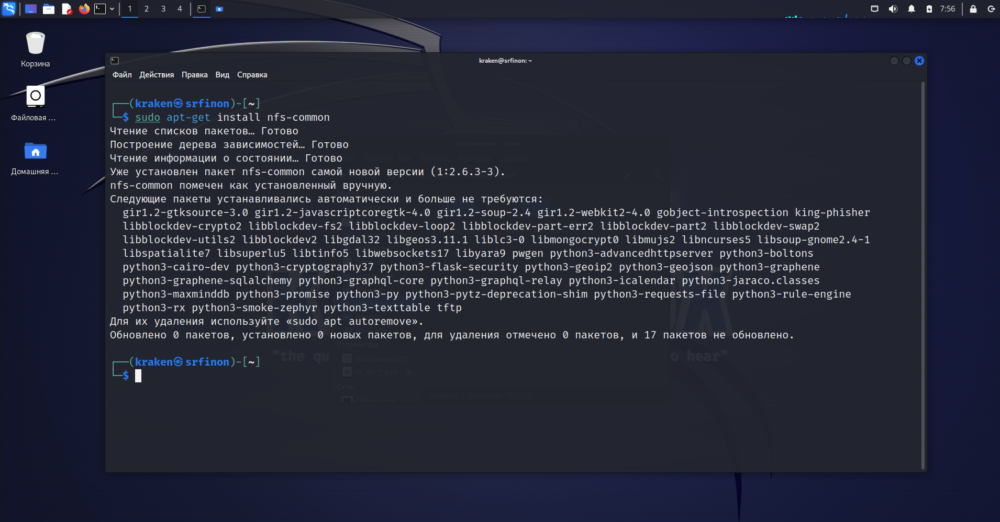 1 2 3 4 7:56
Корзина
Файловая ...
Домашняя ...
kraken@srfinon: ~
Файл Действия Правка Вид Справка
┌──(kraken㉿srfinon)-[~]
└─$ sudo apt-get install nfs-common
Чтение списков пакетов… Готово
Построение дерева зависимостей… Готово
Чтение информации о состоянии… Готово
Уже установлен пакет nfs-common самой новой версии (1:2.6.3-3).
nfs-common помечен как установленный вручную.
Следующие пакеты устанавливались автоматически и больше не требуются:
gir1.2-gtksource-3.0 gir1.2-javascriptcoregtk-4.0 gir1.2-soup-2.4 gir1.2-webkit2-4.0 gobject-introspection king-phisher
libblockdev-crypto2 libblockdev-fs2 libblockdev-loop2 libblockdev-part-err2 libblockdev-part2 libblockdev-swap2
libblockdev-utils2 libblockdev2 libgdal32 libgeos3.11.1 liblc3-0 libmongocrypt0 libmujs2 libncurses5 libsoup-gnome2.4-1
libspatialite7 libsuperlu5 libtinfo5 libwebsockets17 libyara9 pwgen python3-advancedhttpserver python3-boltons
python3-cairo-dev python3-cryptography37 python3-flask-security python3-geoip2 python3-geojson python3-graphene
python3-graphene-sqlalchemy python3-graphql-core python3-graphql-relay python3-icalendar python3-jaraco.classes
python3-maxminddb python3-promise python3-py python3-pytz-deprecation-shim python3-requests-file python3-rule-engine
python3-rx python3-smoke-zephyr python3-texttable tftp
Для их удаления используйте «sudo apt autoremove».
Обновлено 0 пакетов, установлено 0 новых пакетов, для удаления отмечено 0 пакетов, и 17 пакетов не обновлено.
Устройства
"the qu o hear"
Файловая сист...
┌──(kraken㉿srfinon)-[~]
└─$
sf_dir_1_kali
Сеть
Обзор сети